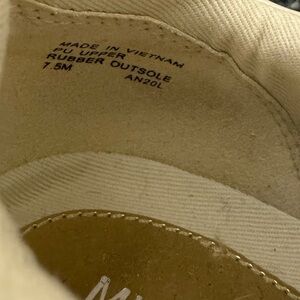 MADE IN VIETNAM
PU UPPER
RUBBER OUTSOLE
7.5M AN20L